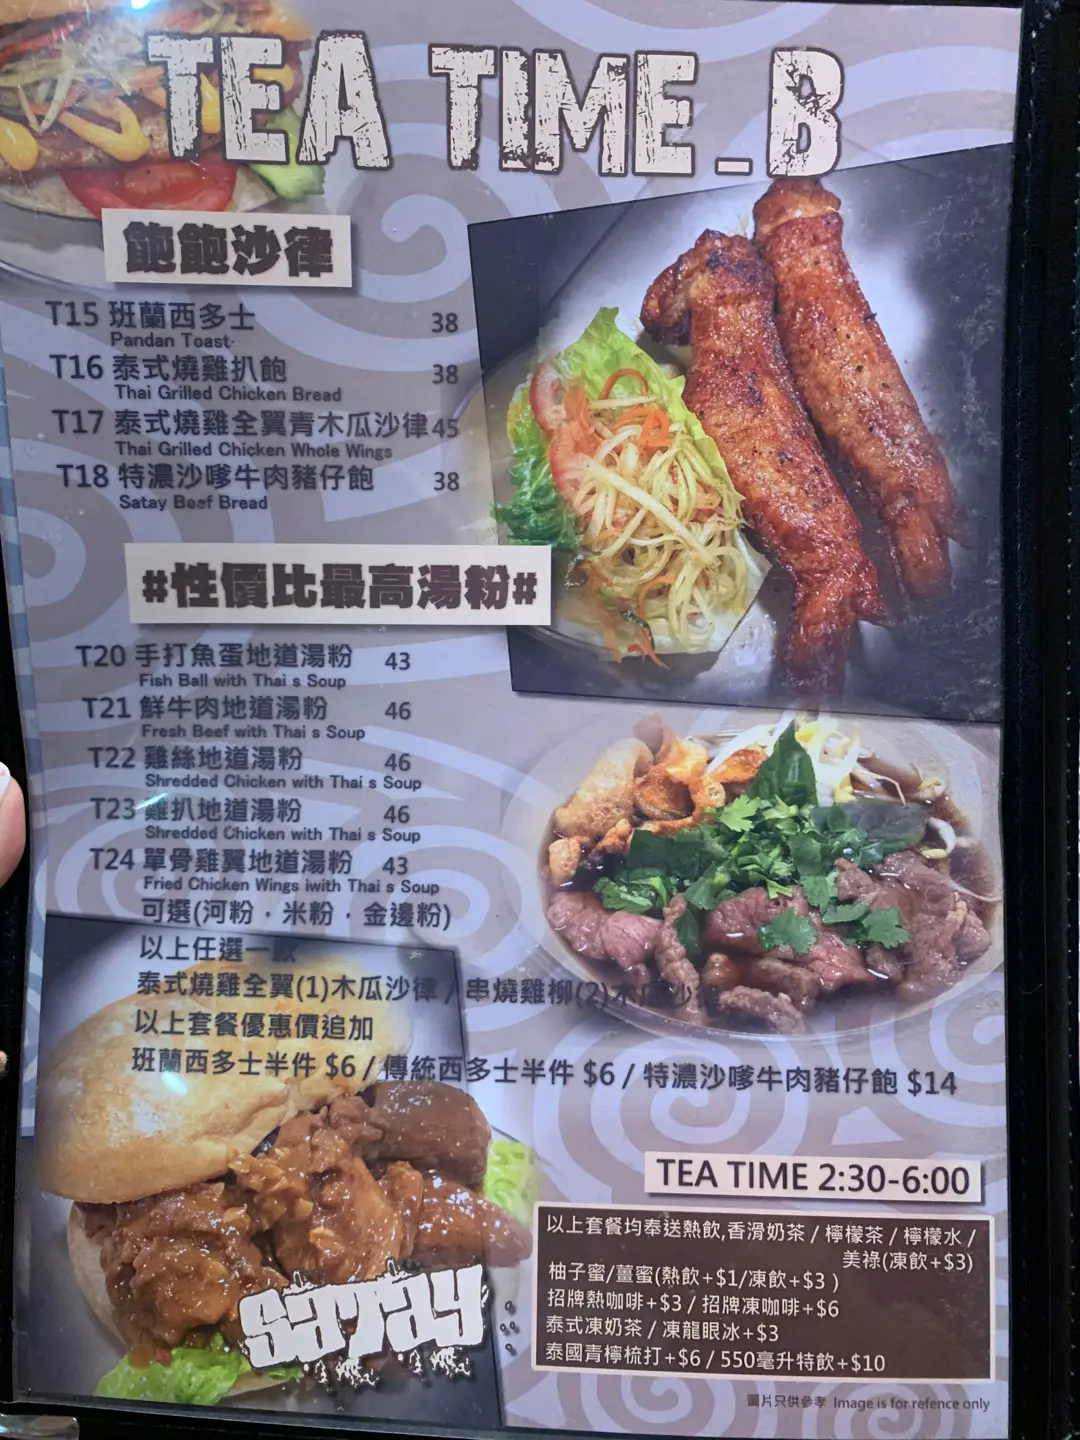 TEA TIME_B
飽飽沙律
T15 班蘭西多士 38
Pandan Toast
T16 泰式燒雞扒飽 38
Thai Grilled Chicken Bread
T17 泰式燒雞全翼青木瓜沙律 45
Thai Grilled Chicken Whole Wings
T18 特濃沙嗲牛肉豬仔飽 38
Satay Beef Bread
#性價比最高湯粉#
T20 手打魚蛋地道湯粉 43
Fish Ball with Thai s Soup
T21 鮮牛肉地道湯粉 46
Fresh Beef with Thai s Soup
T22 雞絲地道湯粉 46
Shredded Chicken with Thai s Soup
T23 雞扒地道湯粉 46
Shredded Chicken with Thai s Soup
T24 單骨雞翼地道湯粉 43
Fried Chicken Wings iwith Thai s Soup
可選(河粉．米粉．金邊粉)
以上任選一款
泰式燒雞全翼(1)木瓜沙律 / 串燒雞柳(2)木瓜沙律
以上套餐優惠價追加
班蘭西多士半件 $6 / 傳統西多士半件 $6 / 特濃沙嗲牛肉豬仔飽 $14
TEA TIME 2:30-6:00
以上套餐均奉送熱飲,香滑奶茶 / 檸檬茶 / 檸檬水 /
美祿(凍飲+$3)
柚子蜜/薑蜜(熱飲+$1/凍飲+$3 )
招牌熱咖啡+$3 / 招牌凍咖啡+$6
泰式凍奶茶 / 凍龍眼冰+$3
泰國青檸梳打+$6 / 550毫升特飲+$10
satay
圖片只供參孝 Image is for refence only